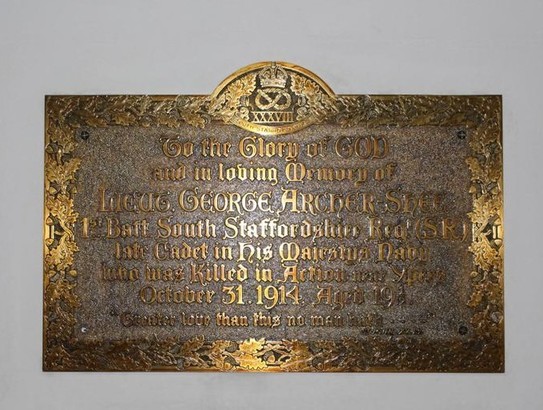 XXXVIII
To the Glory of GOD
and in loving Memory of
LIEUT. GEORGE ARCHER-SHEE
1st Batt South Staffordshire Regt (S.R.)
late Cadet in His Majestys Navy
who was Killed in Action near Ypres
October 31. 1914. Aged 19.
"Greater love than this no man hath"